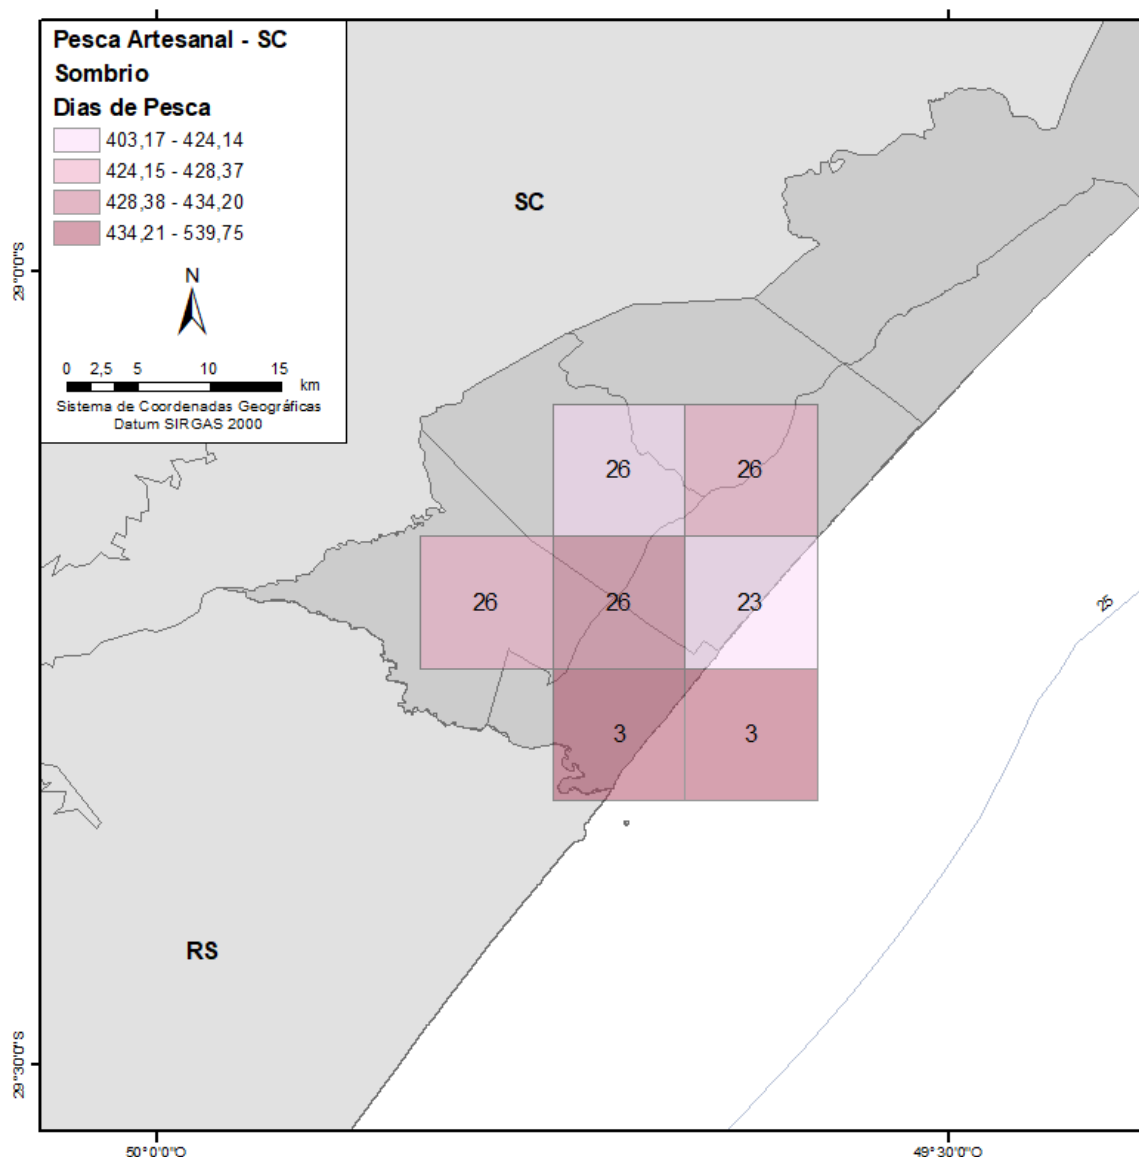 Pesca Artesanal - SC
Sombrio
Dias de Pesca
403,17 - 424,14
424,15 - 428,37
428,38 - 434,20
434,21 - 539,75
N
0 2,5 5 10 15
km
Sistema de Coordenadas Geográficas
Datum SIRGAS 2000
SC
29°0'0"S
26 26
26 26 23
25
3 3
RS
29°30'0"S
50°0'0"O 49°30'0"O